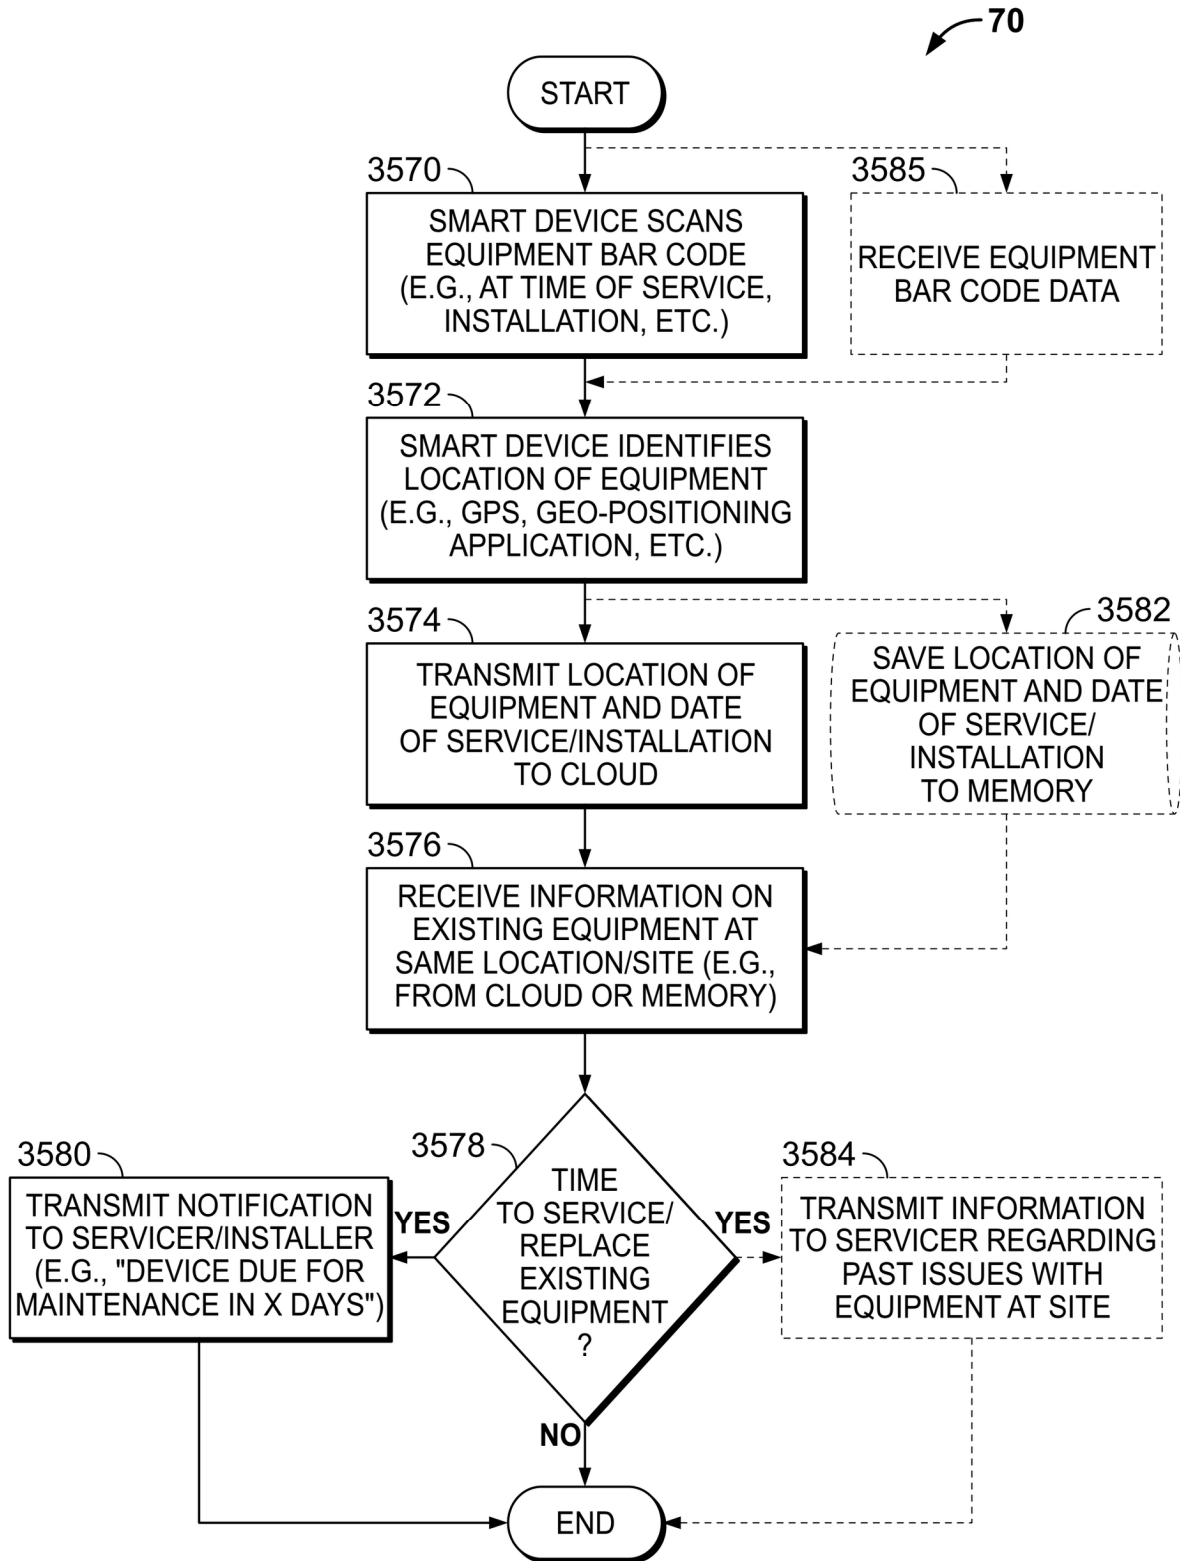 70
START
3570
SMART DEVICE SCANS
EQUIPMENT BAR CODE
(E.G., AT TIME OF SERVICE,
INSTALLATION, ETC.)
3585
RECEIVE EQUIPMENT
BAR CODE DATA
3572
SMART DEVICE IDENTIFIES
LOCATION OF EQUIPMENT
(E.G., GPS, GEO-POSITIONING
APPLICATION, ETC.)
3574
TRANSMIT LOCATION OF
EQUIPMENT AND DATE
OF SERVICE/INSTALLATION
TO CLOUD
3582
SAVE LOCATION OF
EQUIPMENT AND DATE
OF SERVICE/
INSTALLATION
TO MEMORY
3576
RECEIVE INFORMATION ON
EXISTING EQUIPMENT AT
SAME LOCATION/SITE (E.G.,
FROM CLOUD OR MEMORY)
3580
TRANSMIT NOTIFICATION
TO SERVICER/INSTALLER
(E.G., "DEVICE DUE FOR
MAINTENANCE IN X DAYS")
YES
3578
TIME
TO SERVICE/
REPLACE
EXISTING
EQUIPMENT
?
YES
3584
TRANSMIT INFORMATION
TO SERVICER REGARDING
PAST ISSUES WITH
EQUIPMENT AT SITE
NO
END